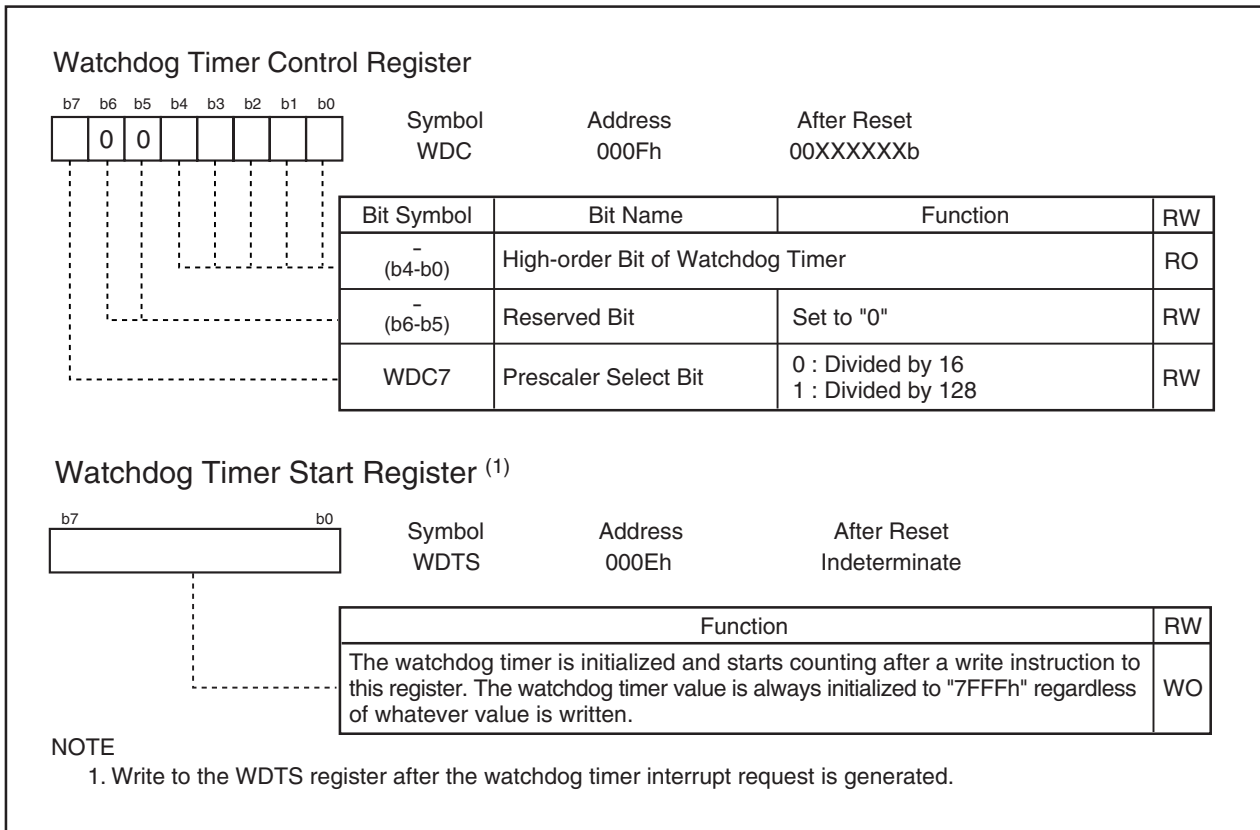 Watchdog Timer Control Register
b7 b6 b5 b4 b3 b2 b1 b0
0 0
Symbol Address After Reset
WDC 000Fh 00XXXXXXb
Bit Symbol Bit Name Function RW
–
(b4-b0) High-order Bit of Watchdog Timer RO
–
(b6-b5) Reserved Bit Set to "0" RW
WDC7 Prescaler Select Bit 0 : Divided by 16
1 : Divided by 128 RW
Watchdog Timer Start Register (1)
b7 b0
Symbol Address After Reset
WDTS 000Eh Indeterminate
Function RW
The watchdog timer is initialized and starts counting after a write instruction to
this register. The watchdog timer value is always initialized to "7FFFh" regardless
of whatever value is written.
WO
NOTE
1. Write to the WDTS register after the watchdog timer interrupt request is generated.